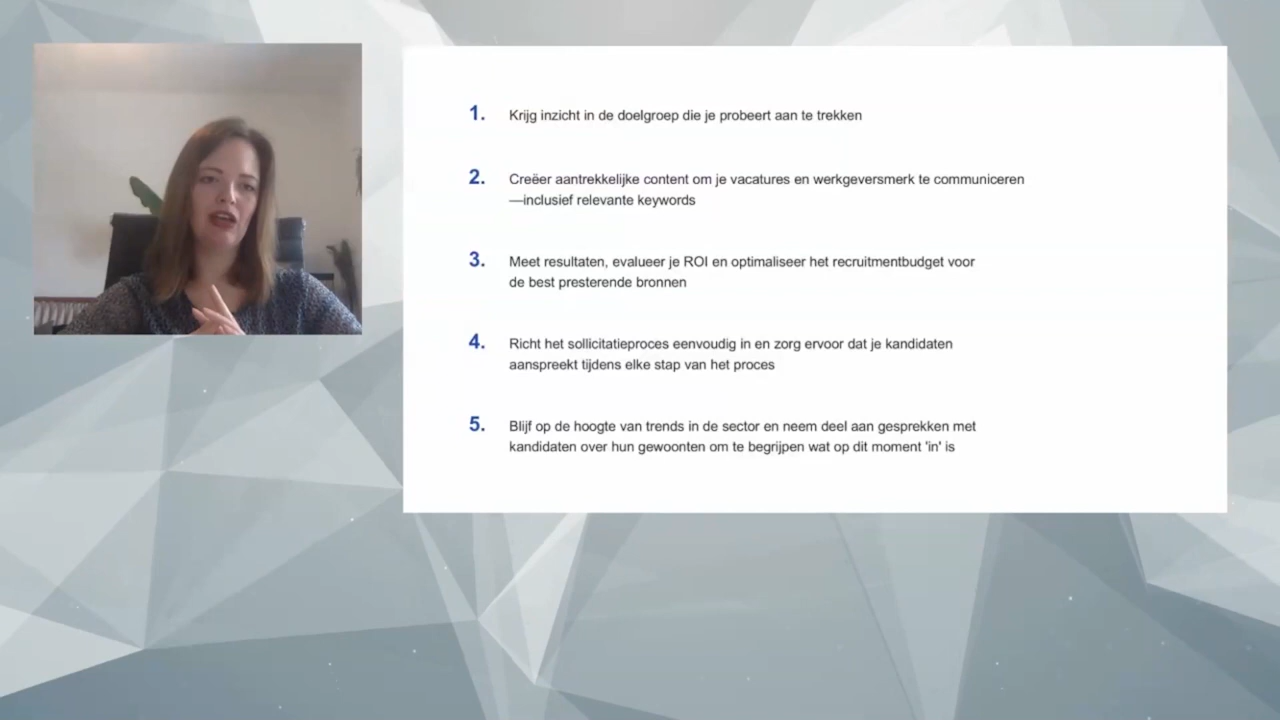 1. Krijg inzicht in de doelgroep die je probeert aan te trekken
2. Creëer aantrekkelijke content om je vacatures en werkgeversmerk te communiceren
—inclusief relevante keywords
3. Meet resultaten, evalueer je ROI en optimaliseer het recruitmentbudget voor
de best presterende bronnen
4. Richt het sollicitatieproces eenvoudig in en zorg ervoor dat je kandidaten
aanspreekt tijdens elke stap van het proces
5. Blijf op de hoogte van trends in de sector en neem deel aan gesprekken met
kandidaten over hun gewoonten om te begrijpen wat op dit moment 'in' is